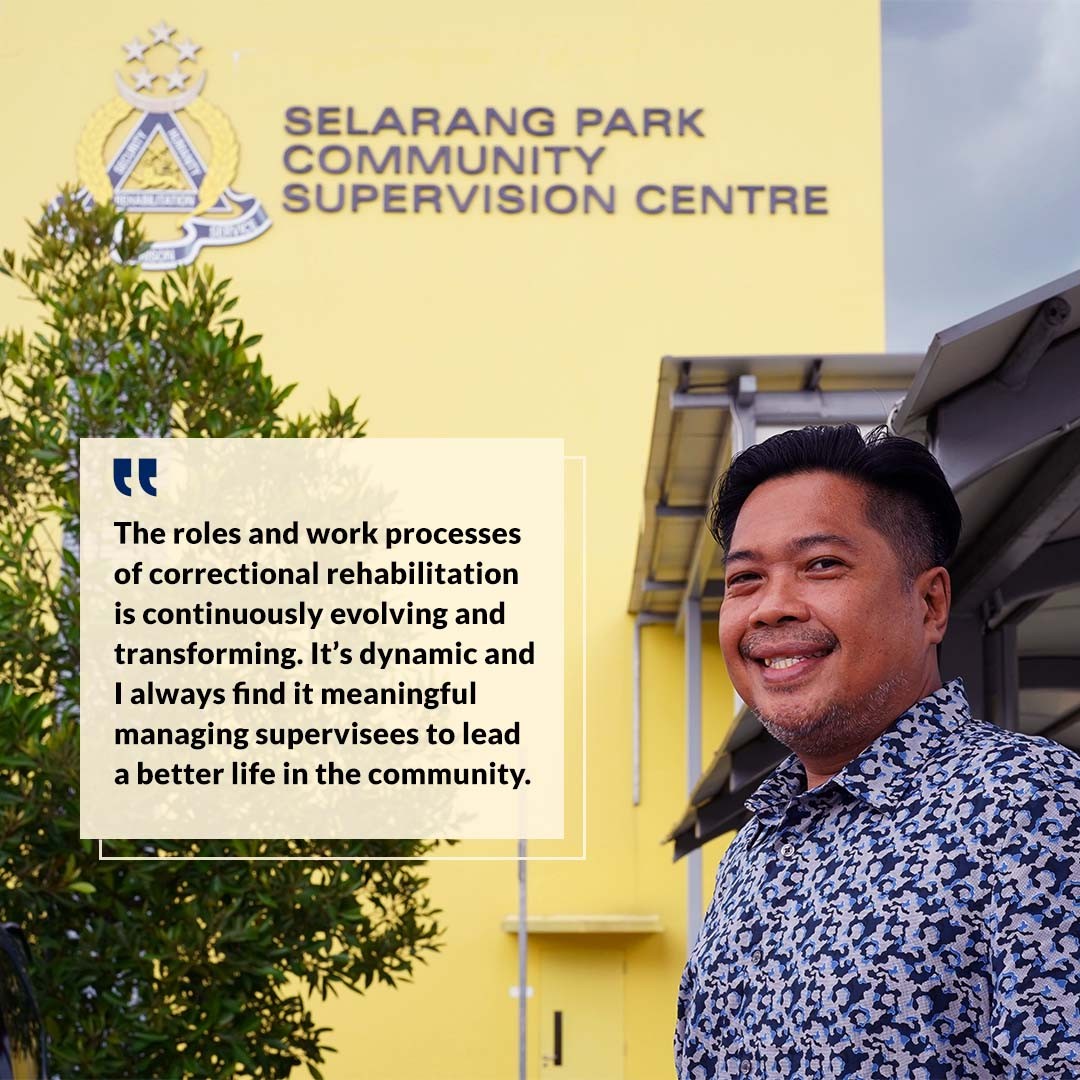 SECURITY
HUMANITY
REHABILITATION
SERVICE
SELARANG PARK
COMMUNITY
SUPERVISION CENTRE
The roles and work processes
of correctional rehabilitation
is continuously evolving and
transforming. It’s dynamic and
I always find it meaningful
managing supervisees to lead
a better life in the community.